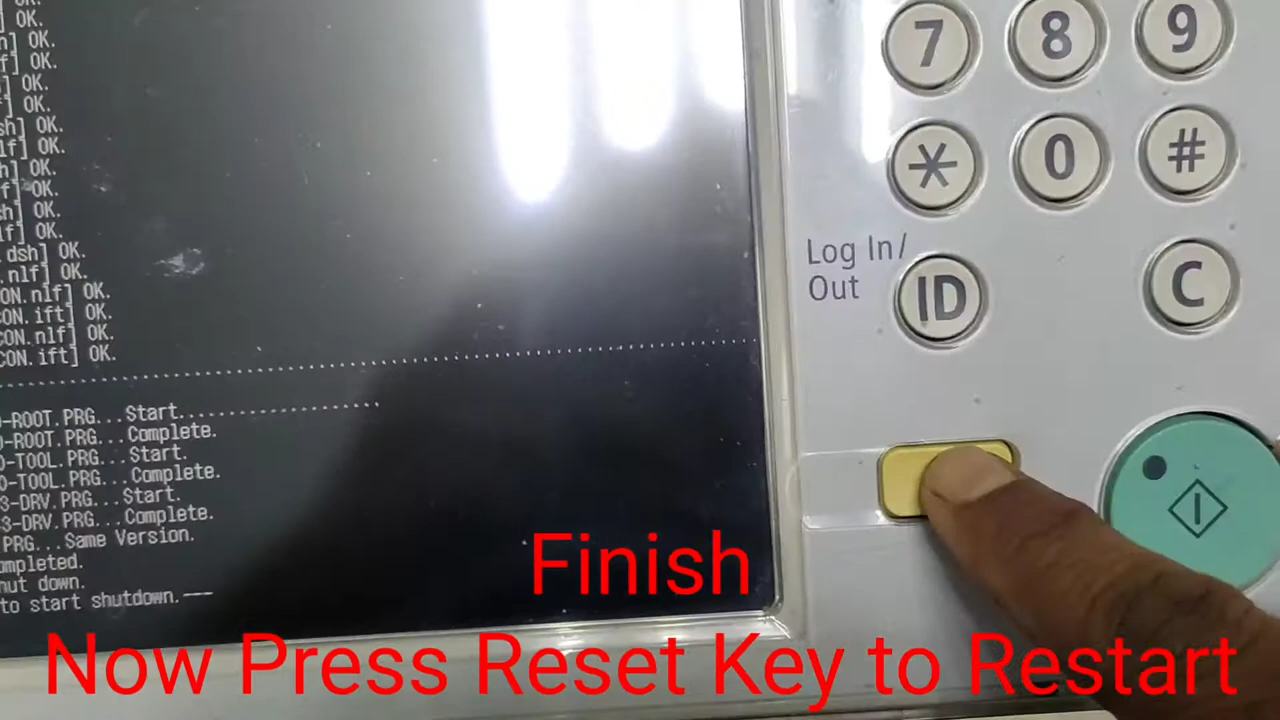 ] OK.
] OK.
h] OK.
f] OK.
] OK.
f] OK.
sh] OK.
lf] OK.
h] OK.
f] OK.
sh] OK.
lf] OK.
.dsh] OK.
.nlf] OK.
CON.nlf] OK.
CON.ift] OK.
CON.nlf] OK.
CON.ift] OK.
-ROOT.PRG...Start.
-ROOT.PRG...Complete.
-TOOL.PRG...Start.
-TOOL.PRG...Complete.
3-DRV.PRG...Start.
3-DRV.PRG...Complete.
PRG...Same Version.
ompleted.
hut down.
to start shutdown.---
7 8 9
* 0 #
Log In/
Out
ID C
Finish
Now Press Reset Key to Restart